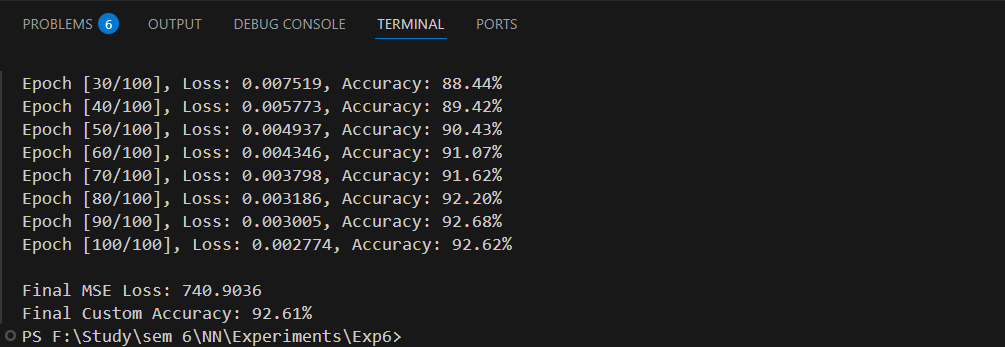 PROBLEMS 6 OUTPUT DEBUG CONSOLE TERMINAL PORTS
Epoch [30/100], Loss: 0.007519, Accuracy: 88.44%
Epoch [40/100], Loss: 0.005773, Accuracy: 89.42%
Epoch [50/100], Loss: 0.004937, Accuracy: 90.43%
Epoch [60/100], Loss: 0.004346, Accuracy: 91.07%
Epoch [70/100], Loss: 0.003798, Accuracy: 91.62%
Epoch [80/100], Loss: 0.003186, Accuracy: 92.20%
Epoch [90/100], Loss: 0.003005, Accuracy: 92.68%
Epoch [100/100], Loss: 0.002774, Accuracy: 92.62%
Final MSE Loss: 740.9036
Final Custom Accuracy: 92.61%
PS F:\Study\sem 6\NN\Experiments\Exp6>